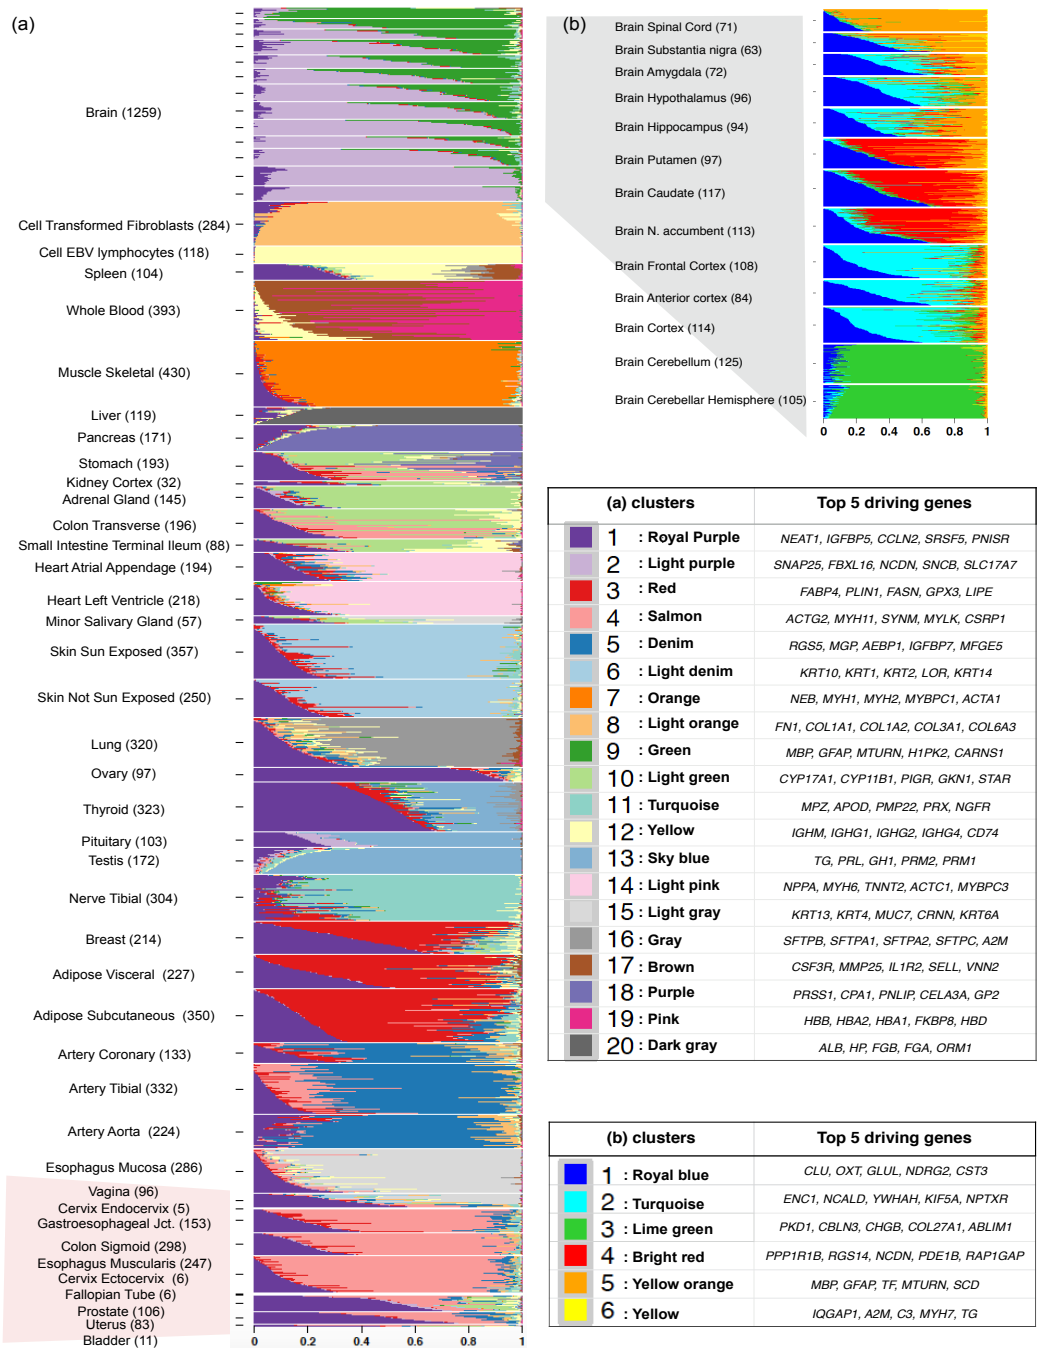 (a)
Brain (1259)
Cell Transformed Fibroblasts (284)
Cell EBV lymphocytes (118)
Spleen (104)
Whole Blood (393)
Muscle Skeletal (430)
Liver (119)
Pancreas (171)
Stomach (193)
Kidney Cortex (32)
Adrenal Gland (145)
Colon Transverse (196)
Small Intestine Terminal Ileum (88)
Heart Atrial Appendage (194)
Heart Left Ventricle (218)
Minor Salivary Gland (57)
Skin Sun Exposed (357)
Skin Not Sun Exposed (250)
Lung (320)
Ovary (97)
Thyroid (323)
Pituitary (103)
Testis (172)
Nerve Tibial (304)
Breast (214)
Adipose Visceral (227)
Adipose Subcutaneous (350)
Artery Coronary (133)
Artery Tibial (332)
Artery Aorta (224)
Esophagus Mucosa (286)
Vagina (96)
Cervix Endocervix (5)
Gastroesophageal Jct. (153)
Colon Sigmoid (298)
Esophagus Muscularis (247)
Cervix Ectocervix (6)
Fallopian Tube (6)
Prostate (106)
Uterus (83)
Bladder (11)
0 0.2 0.4 0.6 0.8 1
(b)
Brain Spinal Cord (71)
Brain Substantia nigra (63)
Brain Amygdala (72)
Brain Hypothalamus (96)
Brain Hippocampus (94)
Brain Putamen (97)
Brain Caudate (117)
Brain N. accumbent (113)
Brain Frontal Cortex (108)
Brain Anterior cortex (84)
Brain Cortex (114)
Brain Cerebellum (125)
Brain Cerebellar Hemisphere (105)
0 0.2 0.4 0.6 0.8 1
(a) clusters Top 5 driving genes
1 : Royal Purple NEAT1, IGFBP5, CCLN2, SRSF5, PNISR
2 : Light purple SNAP25, FBXL16, NCDN, SNCB, SLC17A7
3 : Red FABP4, PLIN1, FASN, GPX3, LIPE
4 : Salmon ACTG2, MYH11, SYNM, MYLK, CSRP1
5 : Denim RGS5, MGP, AEBP1, IGFBP7, MFGE5
6 : Light denim KRT10, KRT1, KRT2, LOR, KRT14
7 : Orange NEB, MYH1, MYH2, MYBPC1, ACTA1
8 : Light orange FN1, COL1A1, COL1A2, COL3A1, COL6A3
9 : Green MBP, GFAP, MTURN, H1PK2, CARNS1
10 : Light green CYP17A1, CYP11B1, PIGR, GKN1, STAR
11 : Turquoise MPZ, APOD, PMP22, PRX, NGFR
12 : Yellow IGHM, IGHG1, IGHG2, IGHG4, CD74
13 : Sky blue TG, PRL, GH1, PRM2, PRM1
14 : Light pink NPPA, MYH6, TNNT2, ACTC1, MYBPC3
15 : Light gray KRT13, KRT4, MUC7, CRNN, KRT6A
16 : Gray SFTPB, SFTPA1, SFTPA2, SFTPC, A2M
17 : Brown CSF3R, MMP25, IL1R2, SELL, VNN2
18 : Purple PRSS1, CPA1, PNLIP, CELA3A, GP2
19 : Pink HBB, HBA2, HBA1, FKBP8, HBD
20 : Dark gray ALB, HP, FGB, FGA, ORM1
(b) clusters Top 5 driving genes
1 : Royal blue CLU, OXT, GLUL, NDRG2, CST3
2 : Turquoise ENC1, NCALD, YWHAH, KIF5A, NPTXR
3 : Lime green PKD1, CBLN3, CHGB, COL27A1, ABLIM1
4 : Bright red PPP1R1B, RGS14, NCDN, PDE1B, RAP1GAP
5 : Yellow orange MBP, GFAP, TF, MTURN, SCD
6 : Yellow IQGAP1, A2M, C3, MYH7, TG